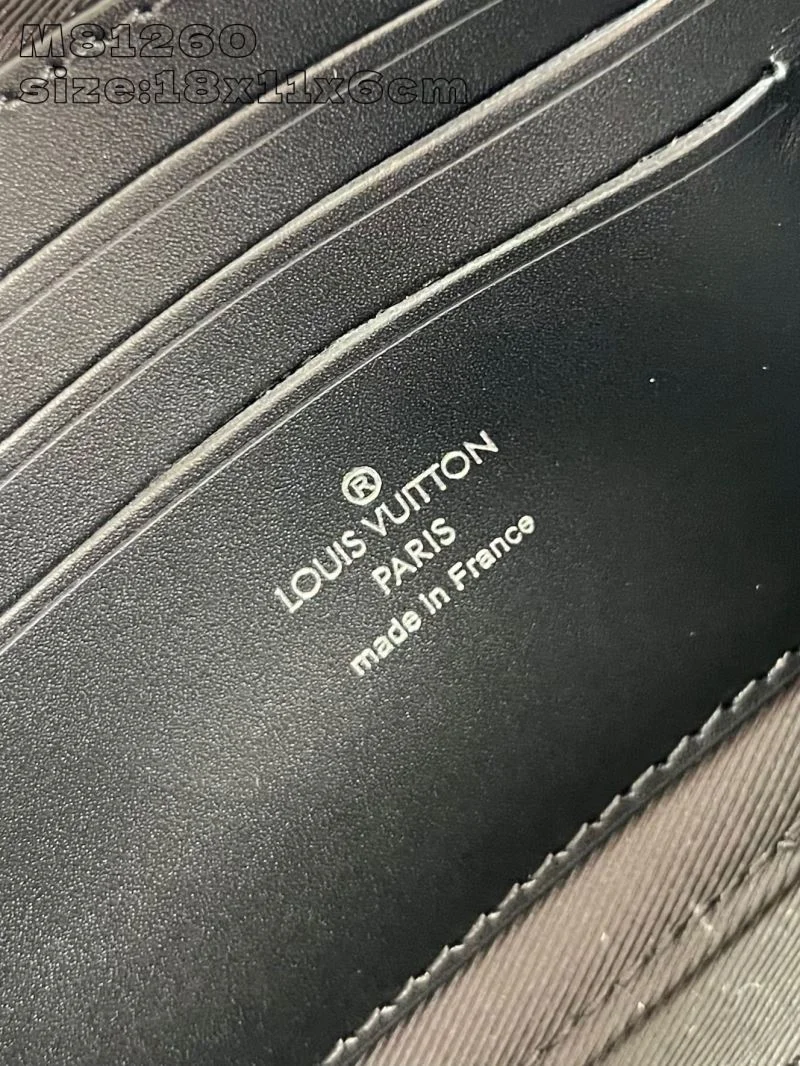 M81260
size:18x11x6cm
®
LOUIS VUITTON
PARIS
made in France